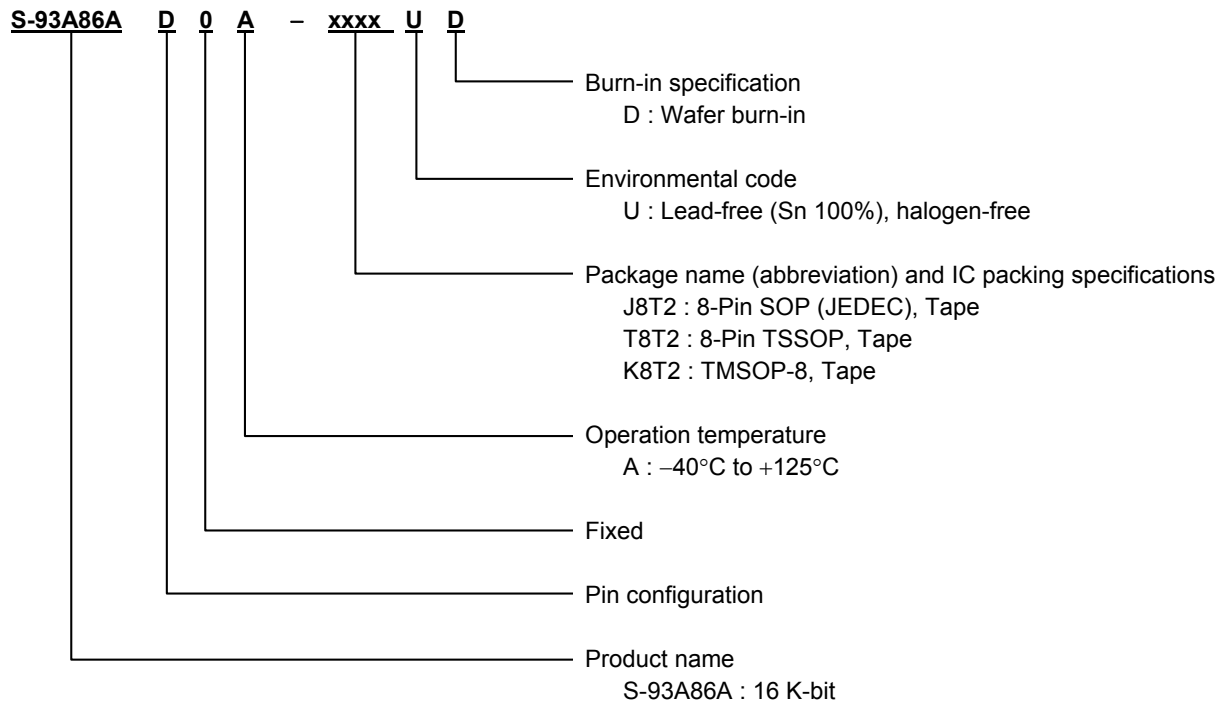 S-93A86A D 0 A – xxxx U D
Burn-in specification
D : Wafer burn-in
Environmental code
U : Lead-free (Sn 100%), halogen-free
Package name (abbreviation) and IC packing specifications
J8T2 : 8-Pin SOP (JEDEC), Tape
T8T2 : 8-Pin TSSOP, Tape
K8T2 : TMSOP-8, Tape
Operation temperature
A : −40°C to +125°C
Fixed
Pin configuration
Product name
S-93A86A : 16 K-bit